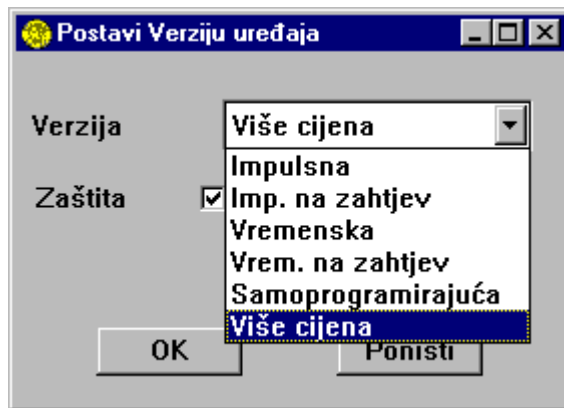 Postavi Verziju uređaja
Verzija
Više cijena
Impulsna
Zaštita
Imp. na zahtjev
Vremenska
Vrem. na zahtjev
Samoprogramirajuća
Više cijena
OK
Ponisti